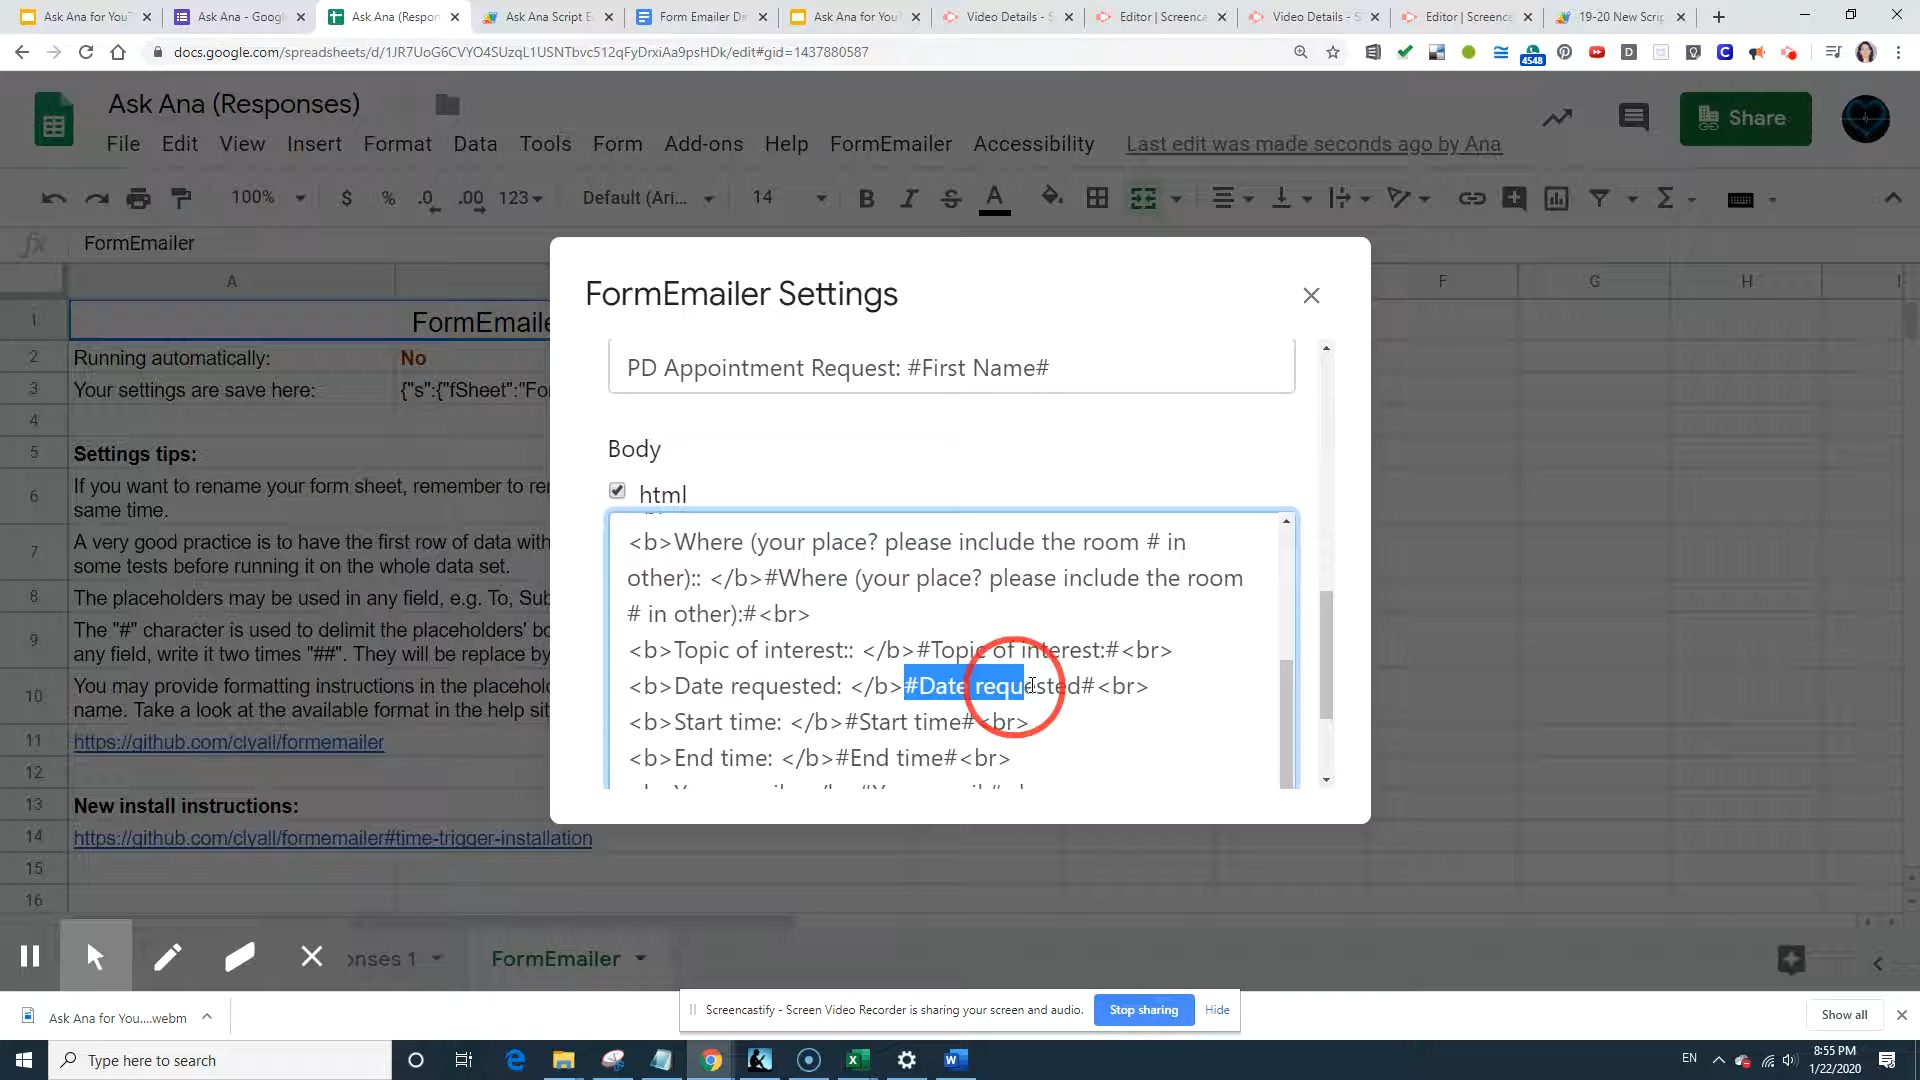 Ask Ana for YouT
Ask Ana - Googl
Ask Ana (Respon
Ask Ana Script E
Form Emailer Di
Ask Ana for YouT
Video Details - S
Editor | Screenca
Video Details - S
Editor | Screenca
19-20 New Scrip
docs.google.com/spreadsheets/d/1JR7UoG6CVYO4SUzqL1USNTbvc512qFyDrxiAa9psHDk/edit#gid=1437880587
4548
Ask Ana (Responses)
Share
File Edit View Insert Format Data Tools Form Add-ons Help FormEmailer Accessibility Last edit was made seconds ago by Ana
100% $ % .0 .00 123 Default (Ari... 14 B I S A
fx FormEmailer
A F G H I
1 FormEmaile
2 Running automatically: No
3 Your settings are save here: {"s":{"fSheet":"For
4
5 Settings tips:
6 If you want to rename your form sheet, remember to ren
same time.
7 A very good practice is to have the first row of data with
some tests before running it on the whole data set.
8 The placeholders may be used in any field, e.g. To, Sub
9 The "#" character is used to delimit the placeholders' bo
any field, write it two times "##". They will be replace by
10 You may provide formatting instructions in the placehold
name. Take a look at the available format in the help sit
11 https://github.com/clyall/formemailer
12
13 New install instructions:
14 https://github.com/clyall/formemailer#time-trigger-installation
15
16
FormEmailer Settings
PD Appointment Request: #First Name#
Body
html
<b>Where (your place? please include the room # in
other):: </b>#Where (your place? please include the room
# in other):#<br>
<b>Topic of interest:: </b>#Topic of interest:#<br>
<b>Date requested: </b>#Date requested#<br>
<b>Start time: </b>#Start time#<br>
<b>End time: </b>#End time#<br>
onses 1
FormEmailer
Screencastify - Screen Video Recorder is sharing your screen and audio.
Stop sharing
Hide
Ask Ana for You....webm
Show all
Type here to search
EN
8:55 PM
1/22/2020